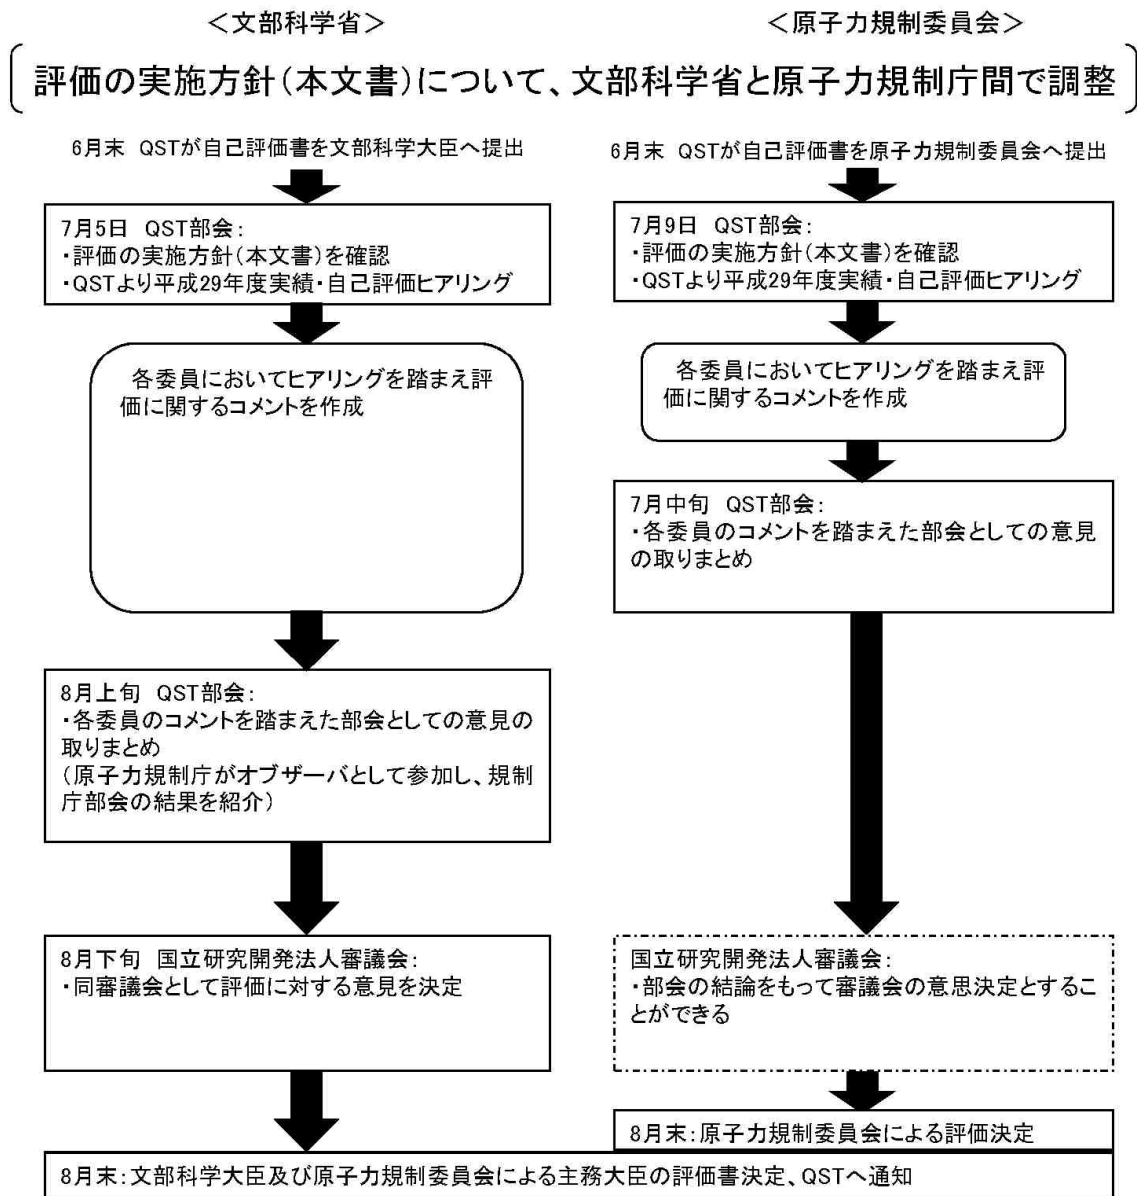 ＜文部科学省＞
＜原子力規制委員会＞
評価の実施方針（本文書）について、文部科学省と原子力規制庁間で調整
6月末 QSTが自己評価書を文部科学大臣へ提出
7月5日 QST部会：
・評価の実施方針（本文書）を確認
・QSTより平成29年度実績・自己評価ヒアリング
各委員においてヒアリングを踏まえ評
価に関するコメントを作成
8月上旬 QST部会：
・各委員のコメントを踏まえた部会としての意見の
取りまとめ
（原子力規制庁がオブザーバとして参加し、規制
庁部会の結果を紹介）
8月下旬 国立研究開発法人審議会：
・同審議会として評価に対する意見を決定
6月末 QSTが自己評価書を原子力規制委員会へ提出
7月9日 QST部会：
・評価の実施方針（本文書）を確認
・QSTより平成29年度実績・自己評価ヒアリング
各委員においてヒアリングを踏まえ評
価に関するコメントを作成
7月中旬 QST部会：
・各委員のコメントを踏まえた部会としての意見
の取りまとめ
国立研究開発法人審議会：
・部会の結論をもって審議会の意思決定とするこ
とができる
8月末：原子力規制委員会による評価決定
8月末：文部科学大臣及び原子力規制委員会による主務大臣の評価書決定、QSTへ通知